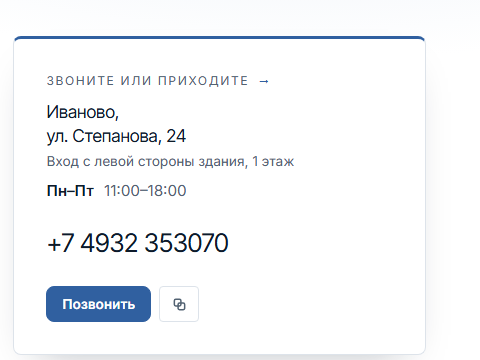 ЗВОНИТЕ ИЛИ ПРИХОДИТЕ →
Иваново,
ул. Степанова, 24
Вход с левой стороны здания, 1 этаж
Пн–Пт 11:00–18:00
+7 4932 353070
Позвонить